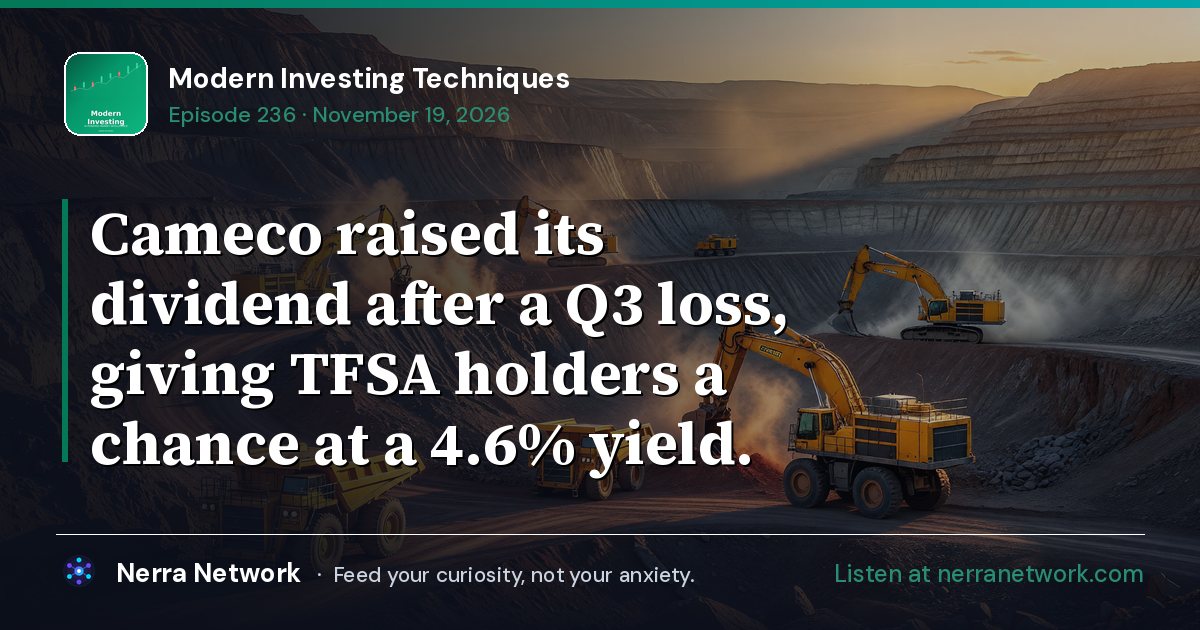 Modern
Investing
Modern Investing Techniques
Episode 236 · November 19, 2026
Cameco raised its
dividend after a Q3 loss,
giving TFSA holders a
chance at a 4.6% yield.
Nerra Network · Feed your curiosity, not your anxiety.
Listen at nerranetwork.com